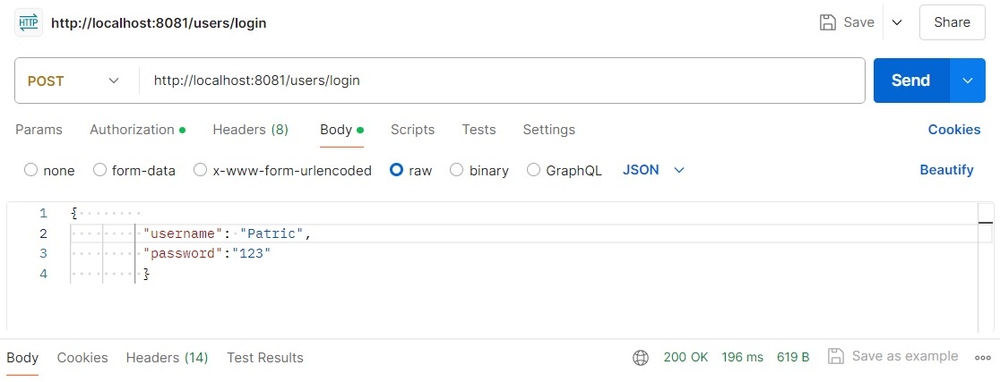 HTTP http://localhost:8081/users/login Save Share
POST http://localhost:8081/users/login Send
Params Authorization Headers (8) Body Scripts Tests Settings Cookies
none form-data x-www-form-urlencoded raw binary GraphQL JSON Beautify
1 {
2 "username": "Patric",
3 "password":"123"
4 }
Body Cookies Headers (14) Test Results 200 OK 196 ms 619 B Save as example